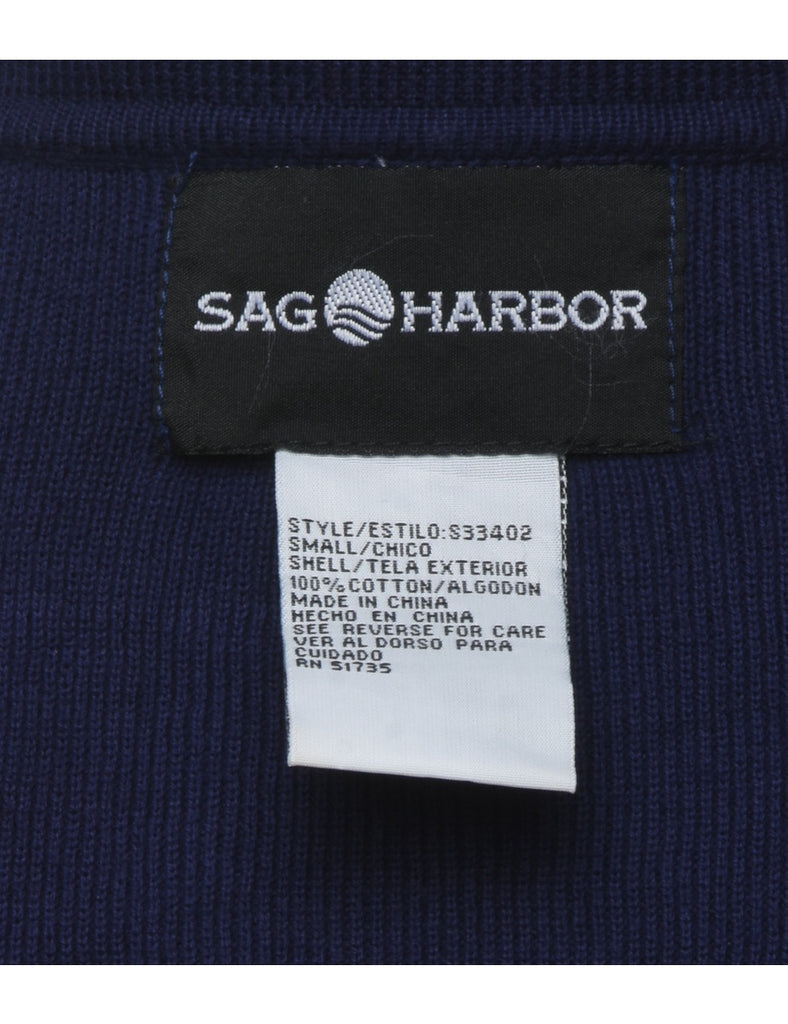 SAG HARBOR
STYLE/ESTILO:S33402
SMALL/CHICO
SHELL/TELA EXTERIOR
100% COTTON/ALGODON
MADE IN CHINA
HECHO EN CHINA
SEE REVERSE FOR CARE
VER AL DORSO PARA
CUIDADO
RN 51735